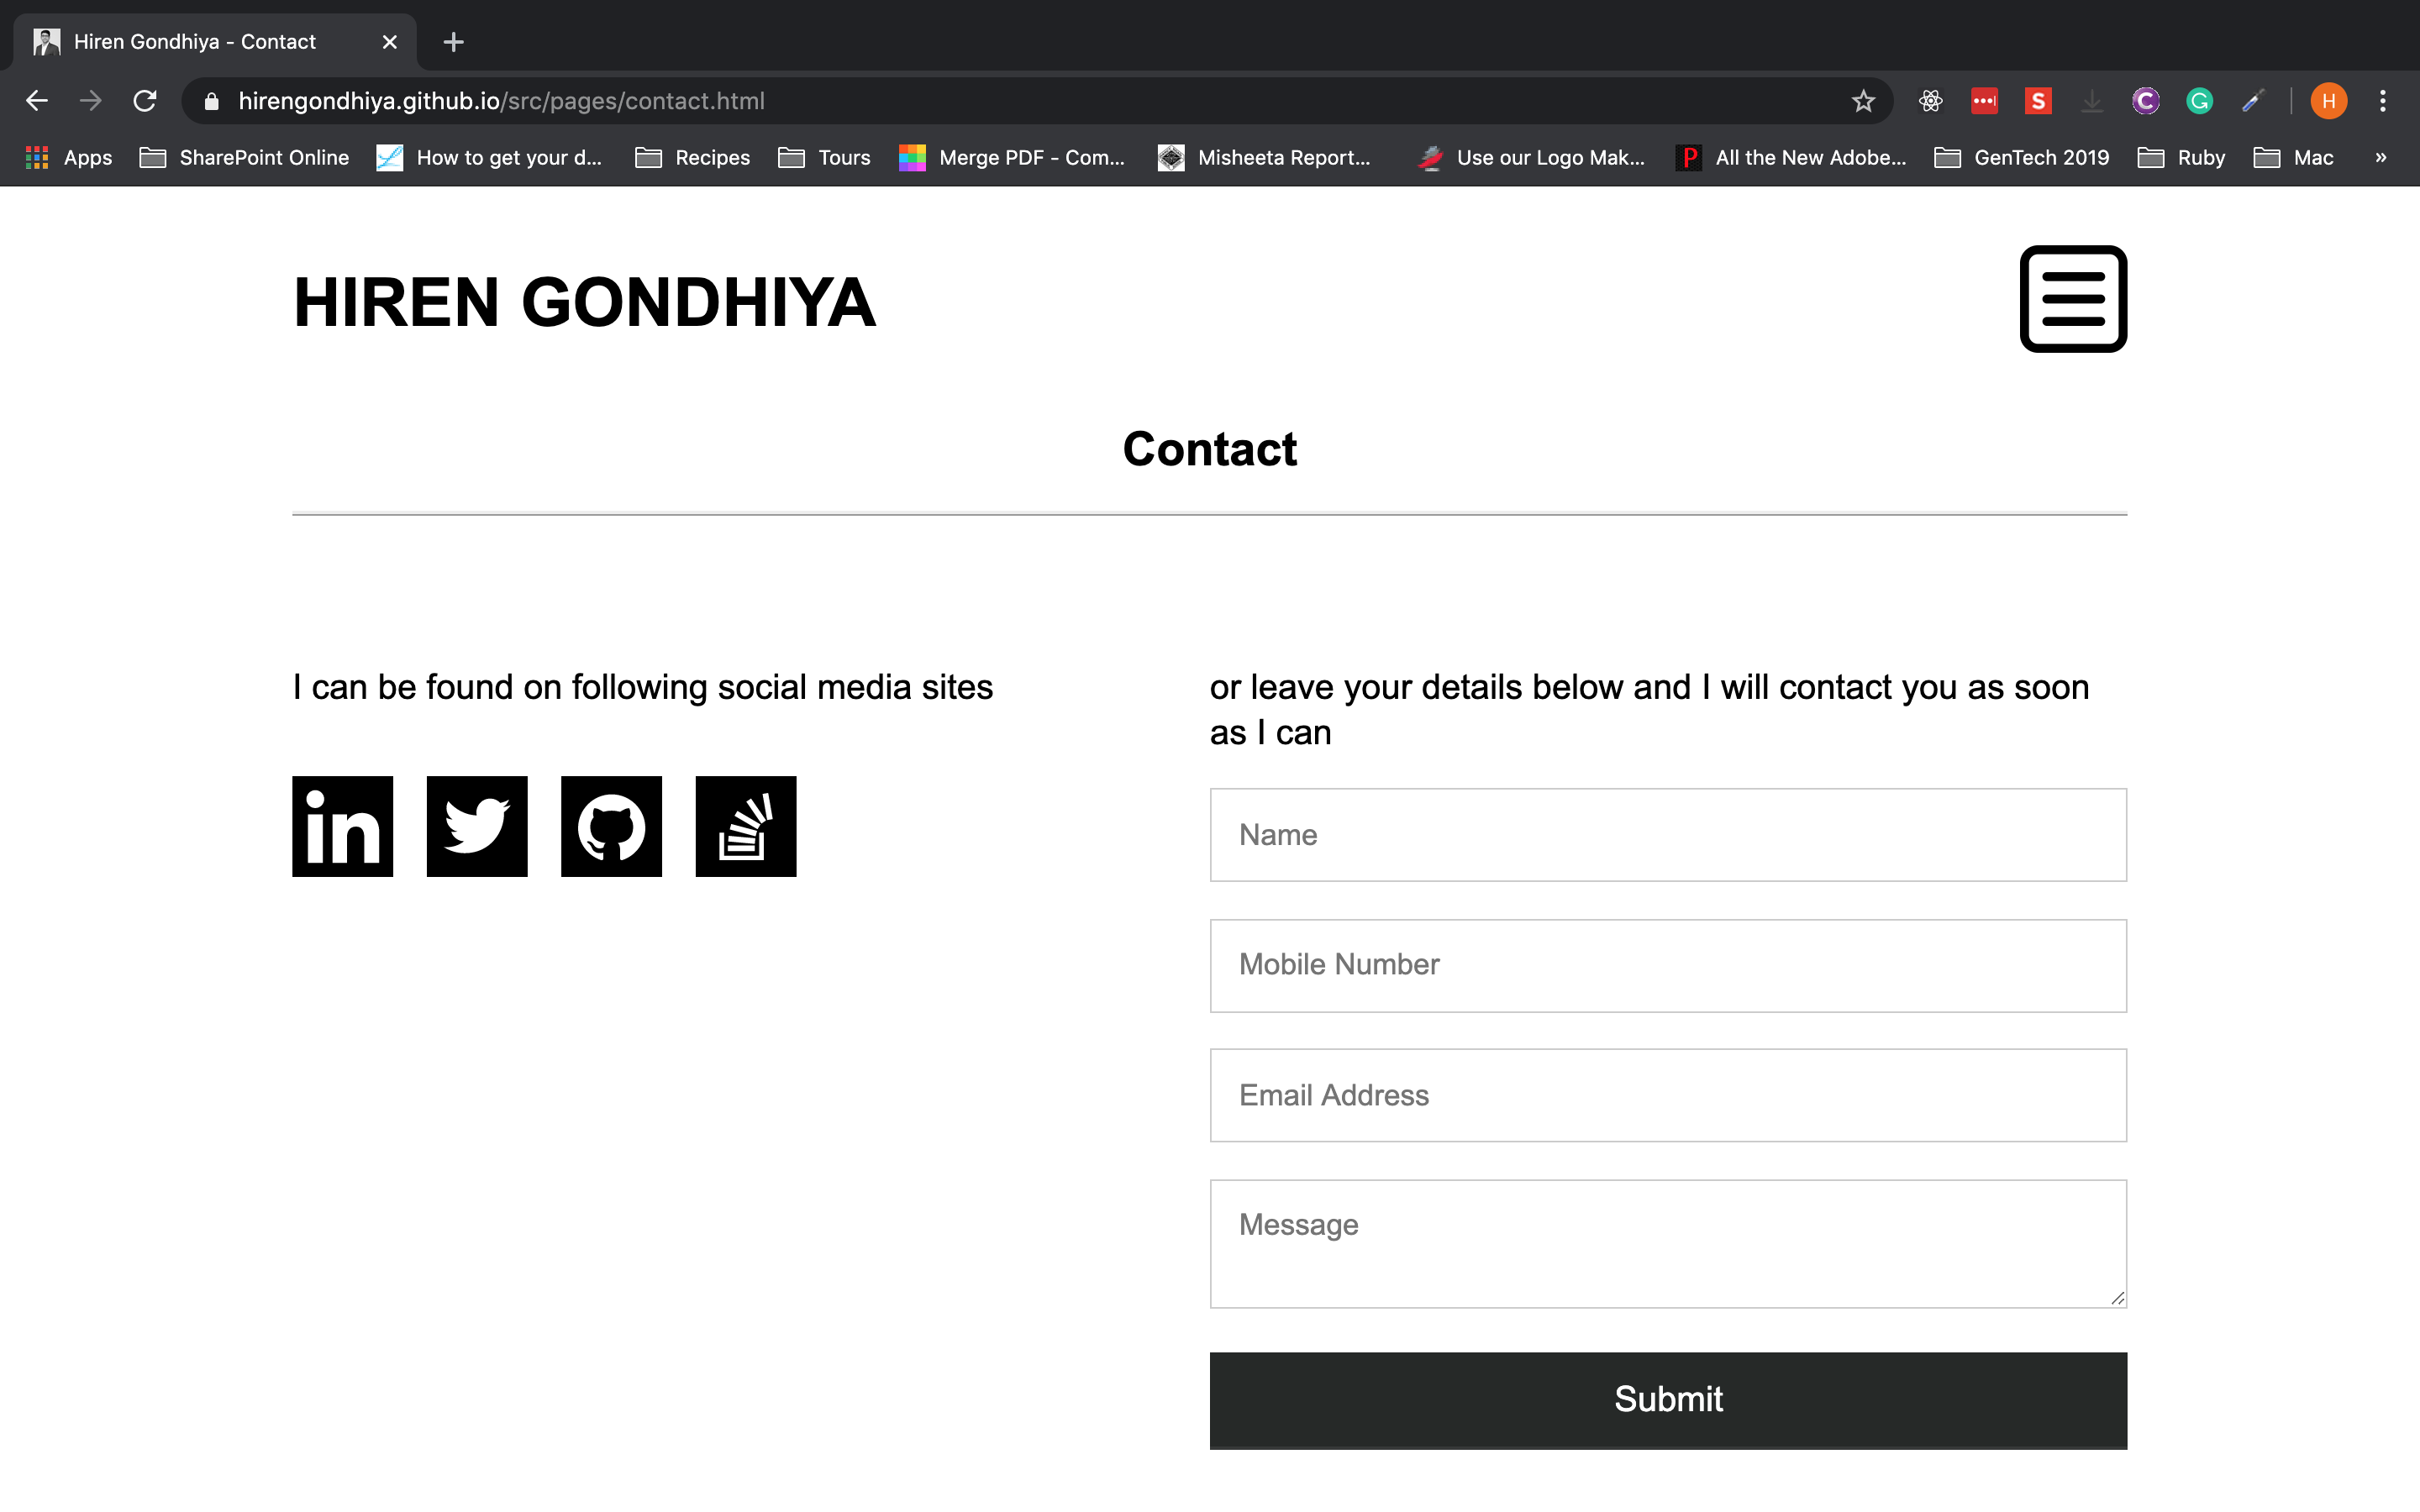 Hiren Gondhiya - Contact
hirengondhiya.github.io/src/pages/contact.html
S C G H
Apps SharePoint Online How to get your d... Recipes Tours Merge PDF - Com... Misheeta Report... Use our Logo Mak... P All the New Adobe... GenTech 2019 Ruby Mac »
HIREN GONDHIYA
Contact
I can be found on following social media sites
in
or leave your details below and I will contact you as soon
as I can
Name
Mobile Number
Email Address
Message
Submit